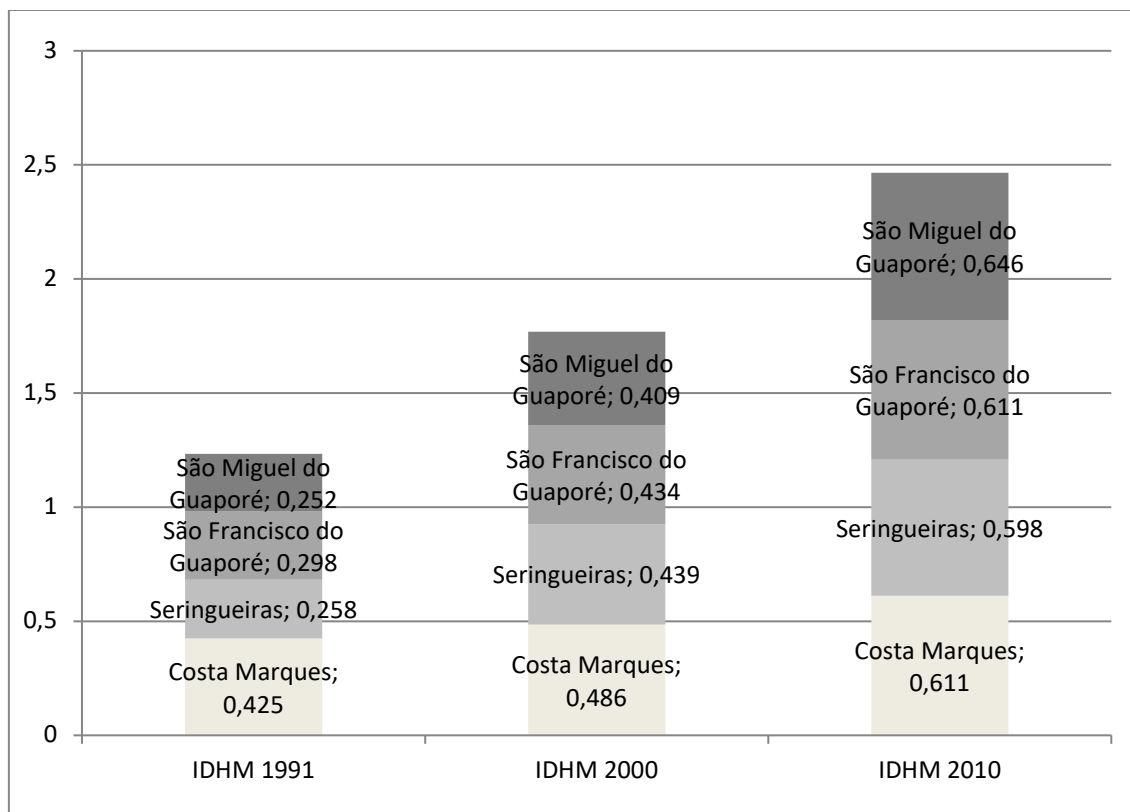 3
2,5
2
1,5
1
0,5
0
São Miguel do
Guaporé; 0,252
São Francisco do
Guaporé; 0,298
Seringueiras; 0,258
Costa Marques;
0,425
São Miguel do
Guaporé; 0,409
São Francisco do
Guaporé; 0,434
Seringueiras; 0,439
Costa Marques;
0,486
São Miguel do
Guaporé; 0,646
São Francisco do
Guaporé; 0,611
Seringueiras; 0,598
Costa Marques;
0,611
IDHM 1991
IDHM 2000
IDHM 2010